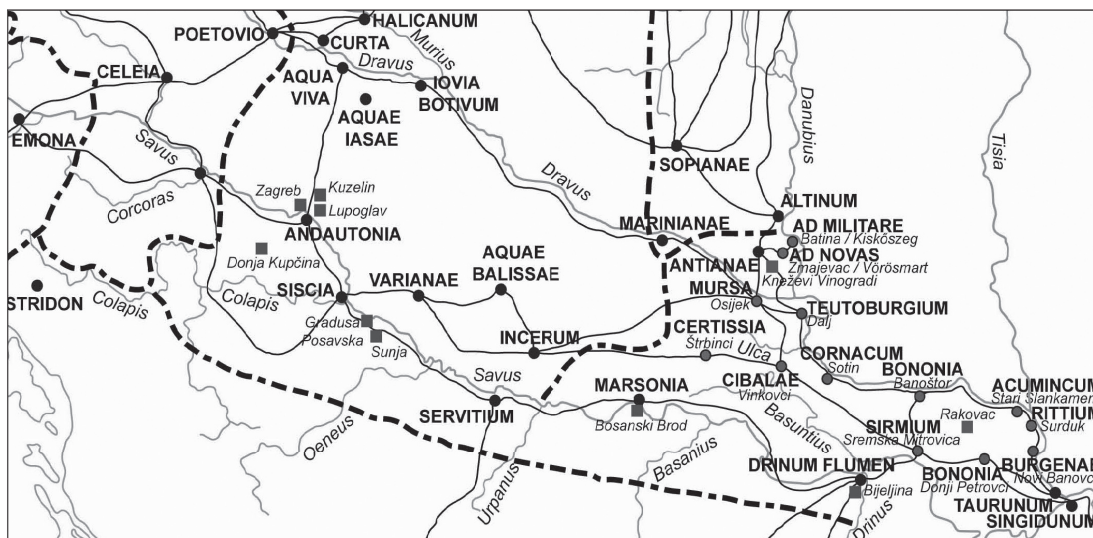 HALICANUM
POETOVIO
CURTA
Murius
Dravus
CELEIA
AQUA
VIVA
IOVIA
BOTIVUM
AQUAE
IASAE
EMONA
Savus
Corcoras
Zagreb
Kuzelin
Lupoglav
ANDAUTONIA
Donja Kupčina
STRIDON
Colapis
Colapis
SISCIA
VARIANAE
AQUAE
BALISSAE
Gradusa
Posavska
Sunja
INCERUM
Savus
SERVITIUM
Oeneus
Urpanus
Dravus
SOPIANAE
Danubius
Tisia
ALTINUM
MARINIANAE
AD MILITARE
Batina / Kiskőszeg
ANTIANAE
AD NOVAS
Zmajevac / Vörösmart
Kneževi Vinogradi
MURSA
Osijek
TEUTOBURGIUM
Dalj
CERTISSIA
Štrbinci
Ulca
CORNACUM
Sotin
CIBALAE
Vinkovci
BONONIA
Banoštor
ACUMINCUM
Stari Slankamen
MARSONIA
Bosanski Brod
Basuntius
Rakovac
RITTIUM
Surduk
SIRMIUM
Sremska Mitrovica
Basanius
DRINUM FLUMEN
Bijeljina
BONONIA
Donji Petrovci
BURGENAE
Novi Banovci
Drinus
TAURUNUM
SINGIDUNUM